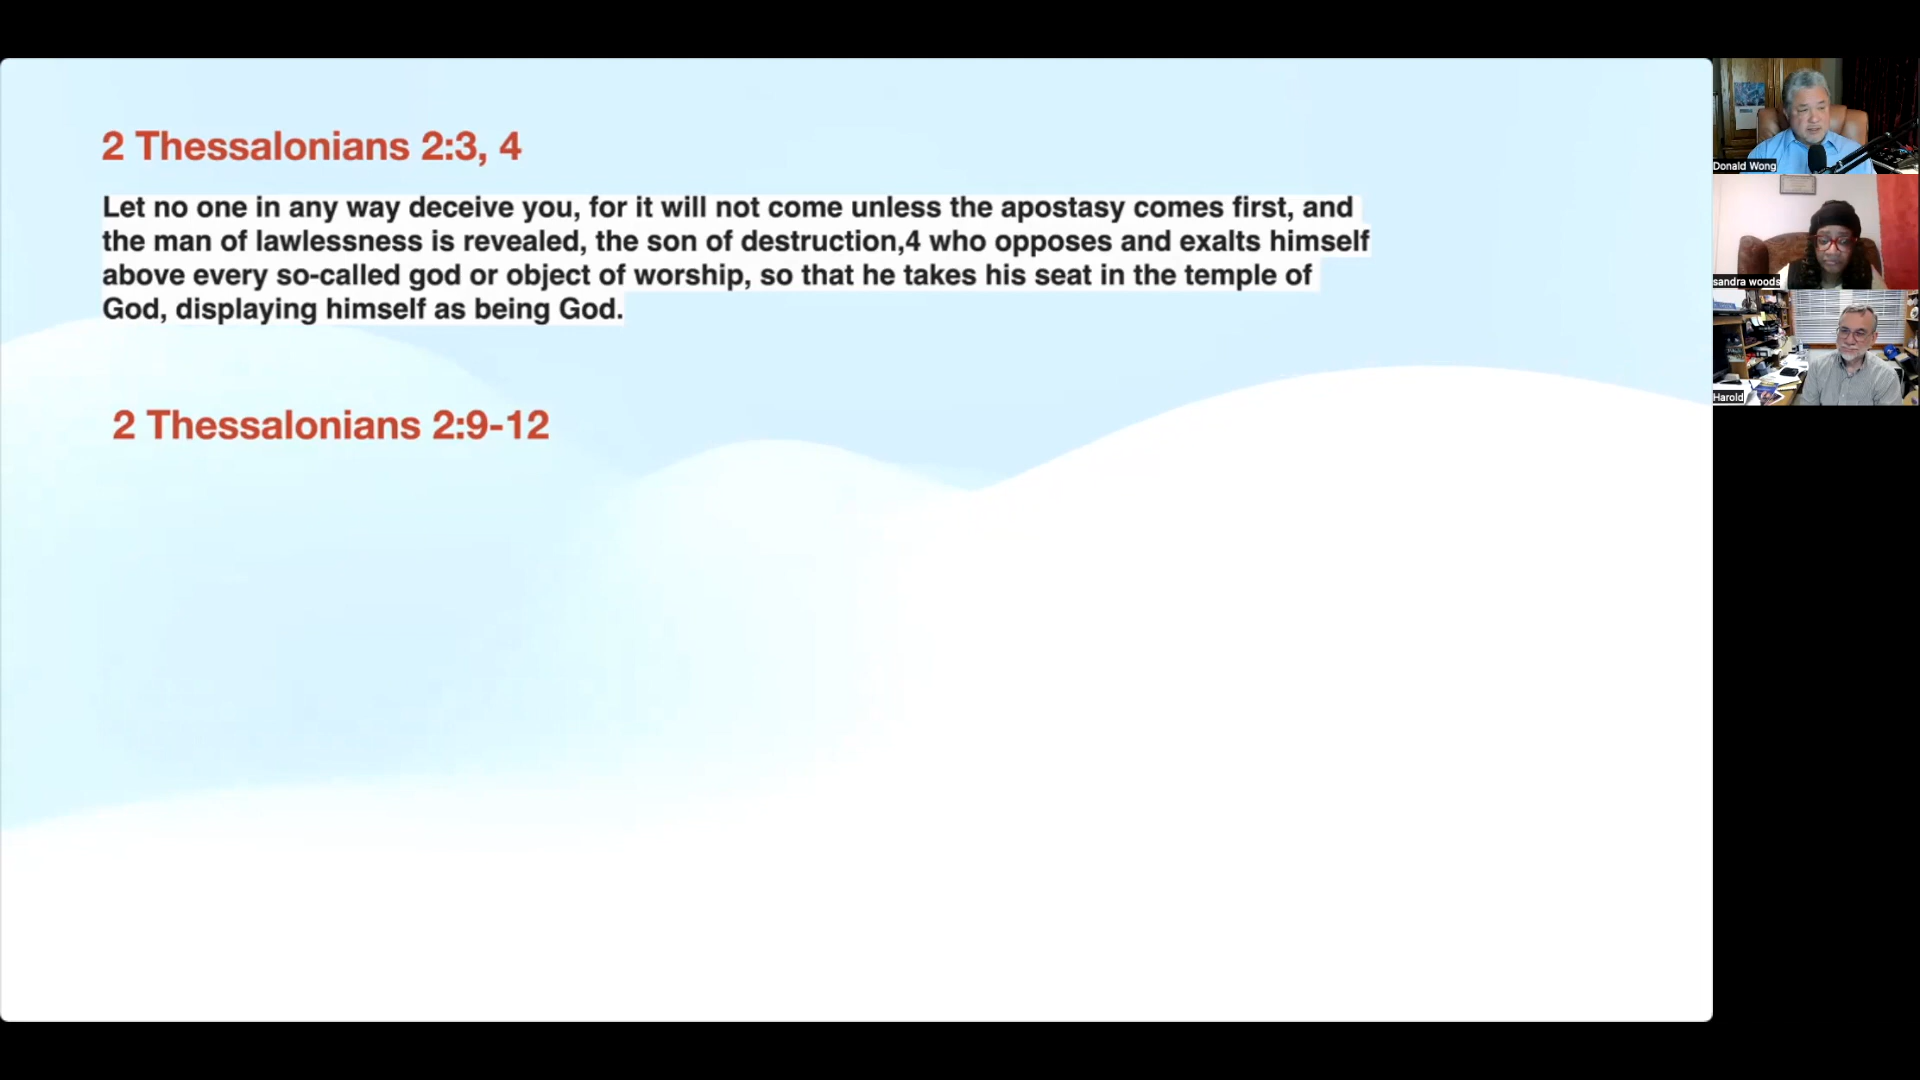 2 Thessalonians 2:3, 4
Let no one in any way deceive you, for it will not come unless the apostasy comes first, and
the man of lawlessness is revealed, the son of destruction,4 who opposes and exalts himself
above every so-called god or object of worship, so that he takes his seat in the temple of
God, displaying himself as being God.
2 Thessalonians 2:9-12
Donald Wong
sandra woods
Harold